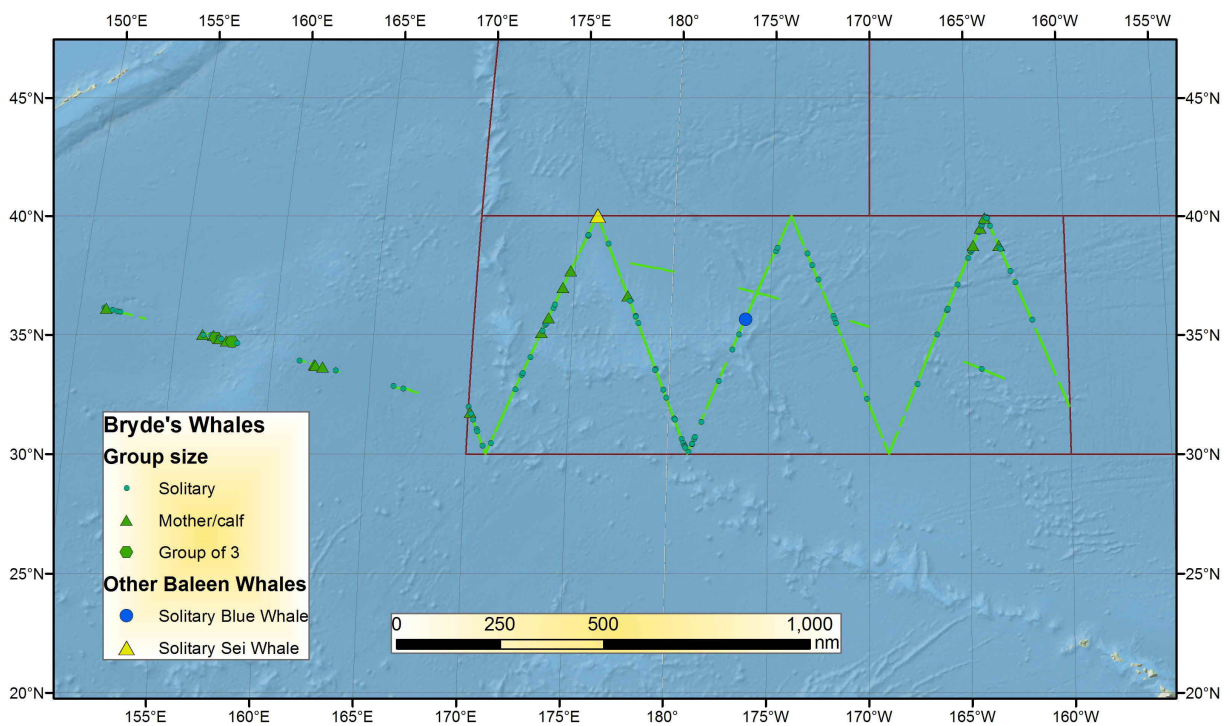 150°E 155°E 160°E 165°E 170°E 175°E 180° 175°W 170°W 165°W 160°W 155°W
45°N 45°N
40°N 40°N
35°N 35°N
30°N 30°N
25°N 25°N
20°N 20°N
Bryde's Whales
Group size
Solitary
Mother/calf
Group of 3
Other Baleen Whales
Solitary Blue Whale
Solitary Sei Whale
0 250 500 1,000
nm
155°E 160°E 165°E 170°E 175°E 180° 175°W 170°W 165°W 160°W